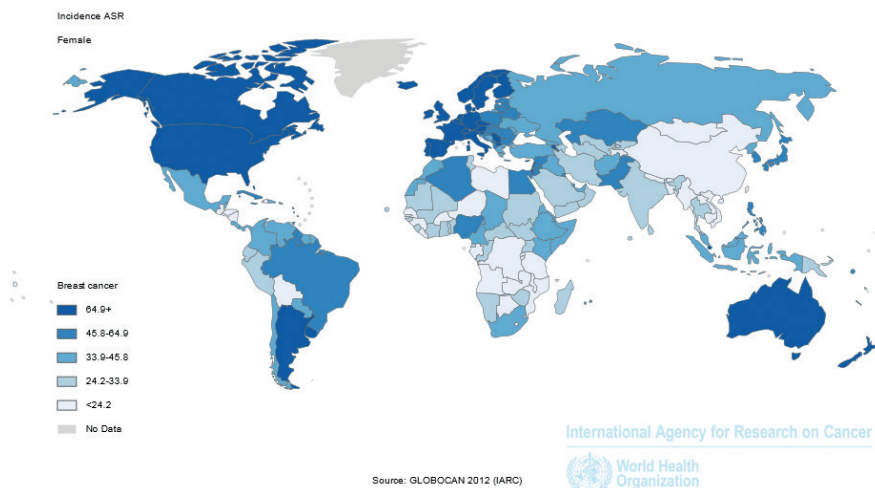 Incidence ASR
Female
Breast cancer
64.9+
45.8-64.9
33.9-45.8
24.2-33.9
<24.2
No Data
International Agency for Research on Cancer
World Health
Organization
Source: GLOBOCAN 2012 (IARC)